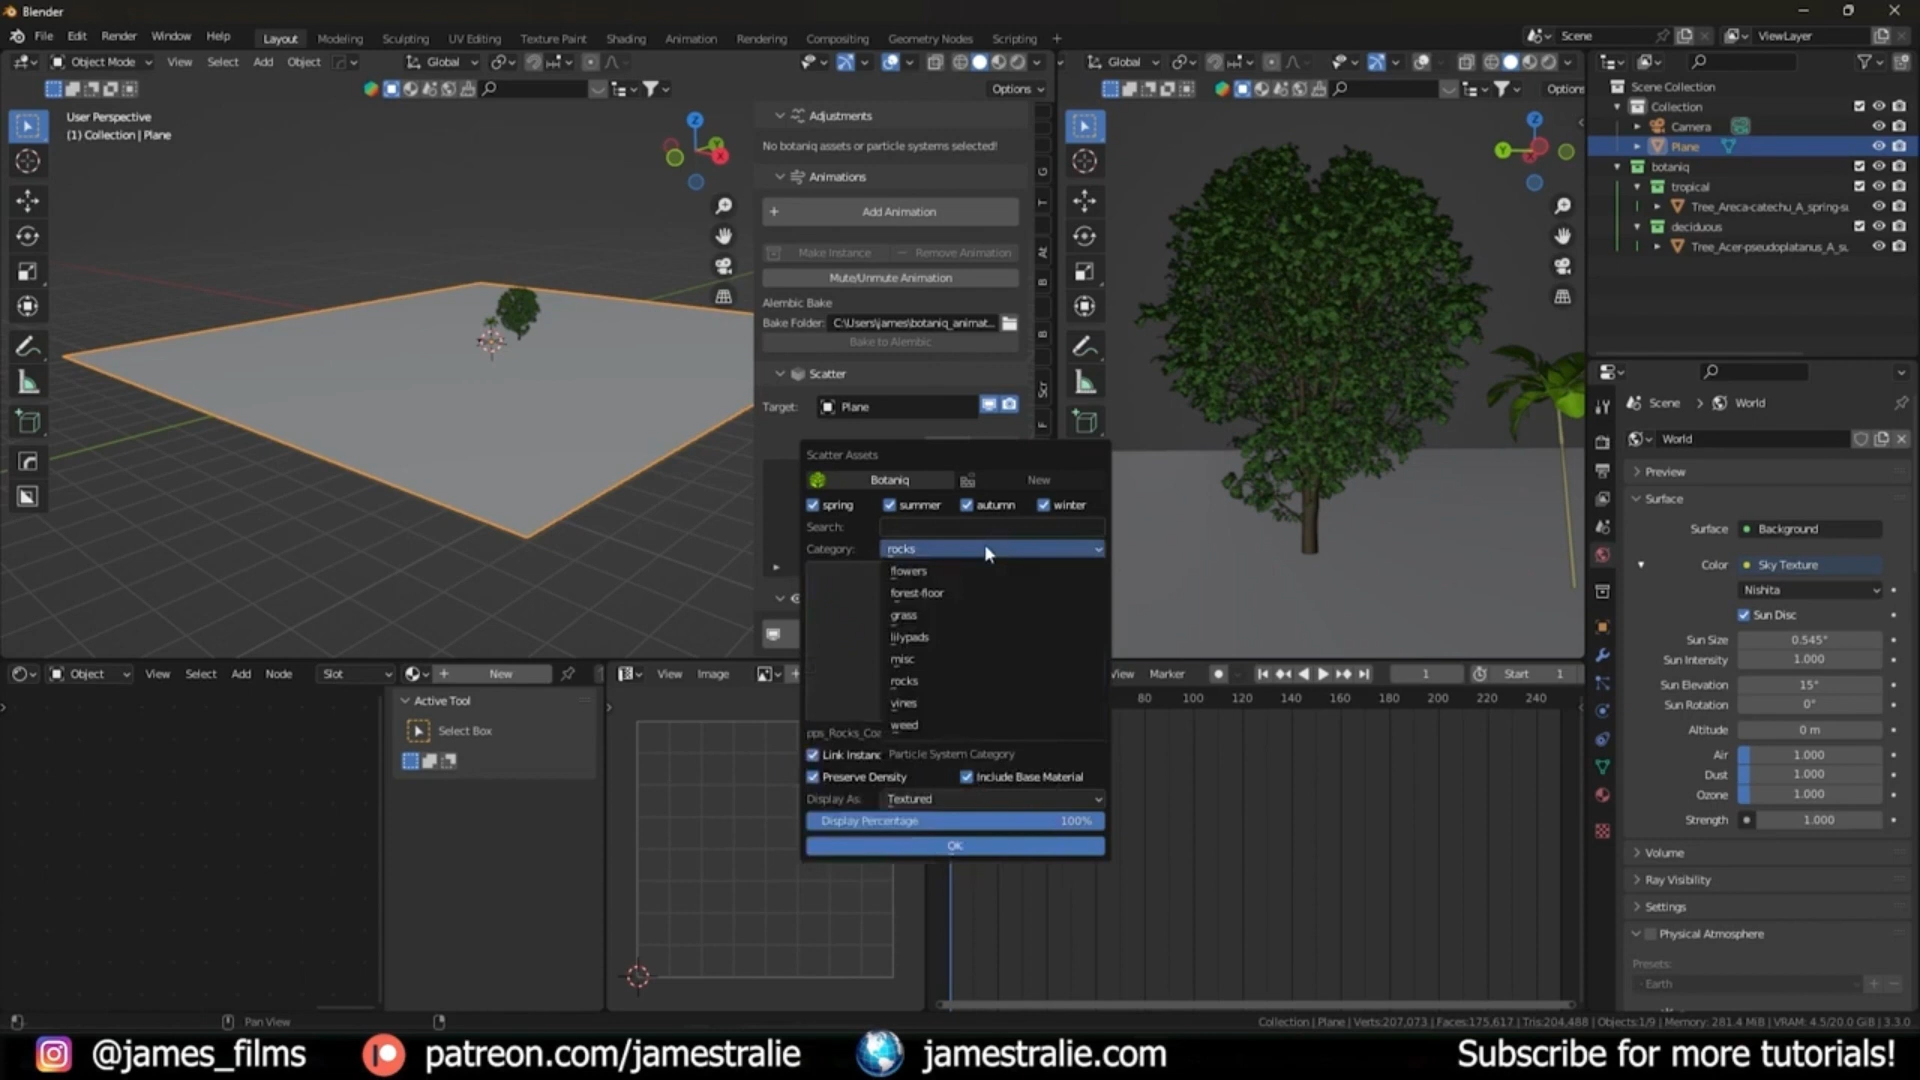 Blender
File Edit Render Window Help Layout Modeling Sculpting UV Editing Texture Paint Shading Animation Rendering Compositing Geometry Nodes Scripting + Scene ViewLayer
Object Mode View Select Add Object Global Global
Options Options
User Perspective
(1) Collection | Plane
Z
Y
X
Z
Y
Adjustments
No botaniq assets or particle systems selected!
Animations
Add Animation
Make Instance Remove Animation
Mute/Unmute Animation
Alembic Bake
Bake Folder: C:\Users\james\botaniq_animat...
Bake to Alembic
Scatter
Target: Plane
Scatter Assets
Botaniq New
spring summer autumn winter
Search:
Category: rocks
flowers
forest-floor
grass
lilypads
misc
rocks
vines
weed
Particle System Category
pps_Rocks_Coa
Link Instanc
Preserve Density Include Base Material
Display As: Textured
Display Percentage 100%
OK
Scene Collection
Collection
Camera
Plane
botaniq
tropical
Tree_Areca-catechu_A_spring-su
deciduous
Tree_Acer-pseudoplatanus_A_su
Scene > World
World
Preview
Surface
Surface Background
Color Sky Texture
Nishita
Sun Disc
Sun Size 0.545°
Sun Intensity 1.000
Sun Elevation 15°
Sun Rotation 0°
Altitude 0 m
Air 1.000
Dust 1.000
Ozone 1.000
Strength 1.000
Volume
Ray Visibility
Settings
Physical Atmosphere
Presets:
Earth
Object View Select Add Node Slot New
Active Tool
Select Box
View Image
View Marker 1 Start 1
80 100 120 140 160 180 200 220 240
Pan View
Collection | Plane | Verts:207,073 | Faces:175,617 | Tris:204,488 | Objects:1/9 | Memory: 281.4 MiB | VRAM: 4.5/20.0 GiB | 3.3.0
@james_films patreon.com/jamestralie jamestralie.com Subscribe for more tutorials!